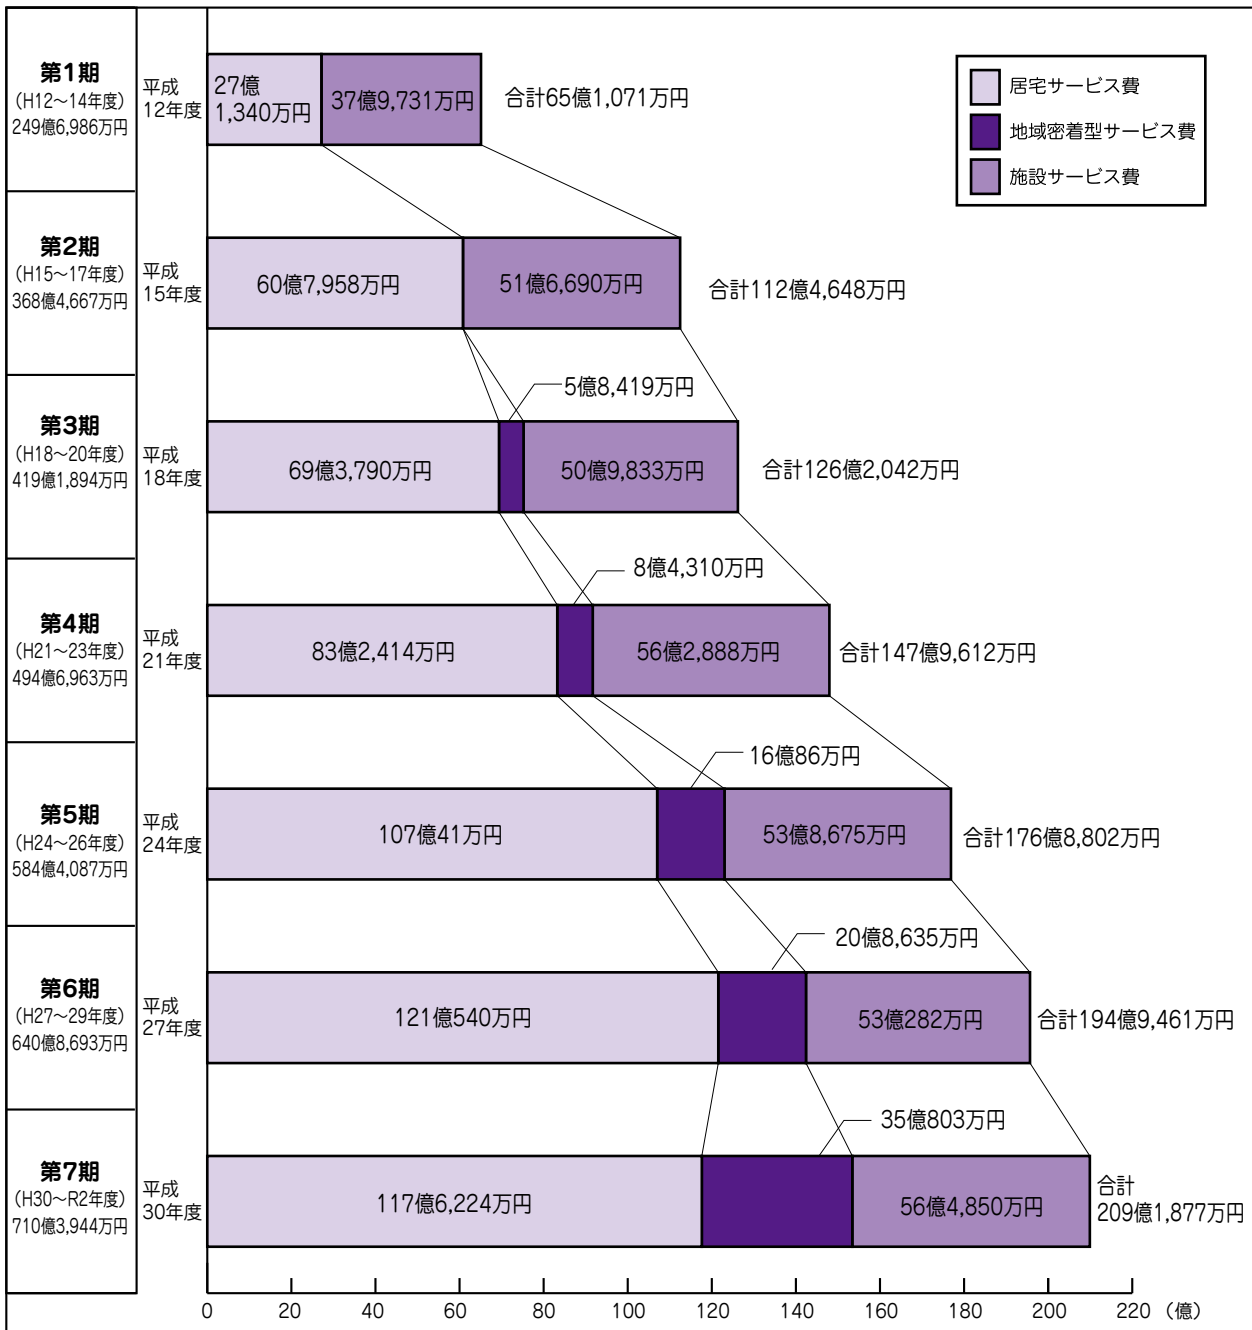 居宅サービス費
地域密着型サービス費
施設サービス費
第1期
(H12〜14年度)
249億6,986万円
平成
12年度
27億
1,340万円
37億9,731万円
合計65億1,071万円
第2期
(H15〜17年度)
368億4,667万円
平成
15年度
60億7,958万円
51億6,690万円
合計112億4,648万円
第3期
(H18〜20年度)
419億1,894万円
平成
18年度
5億8,419万円
69億3,790万円
50億9,833万円
合計126億2,042万円
第4期
(H21〜23年度)
494億6,963万円
平成
21年度
8億4,310万円
83億2,414万円
56億2,888万円
合計147億9,612万円
第5期
(H24〜26年度)
584億4,087万円
平成
24年度
16億86万円
107億41万円
53億8,675万円
合計176億8,802万円
第6期
(H27〜29年度)
640億8,693万円
平成
27年度
20億8,635万円
121億540万円
53億282万円
合計194億9,461万円
第7期
(H30〜R2年度)
710億3,944万円
平成
30年度
35億803万円
117億6,224万円
56億4,850万円
合計
209億1,877万円
0 20 40 60 80 100 120 140 160 180 200 220 (億)